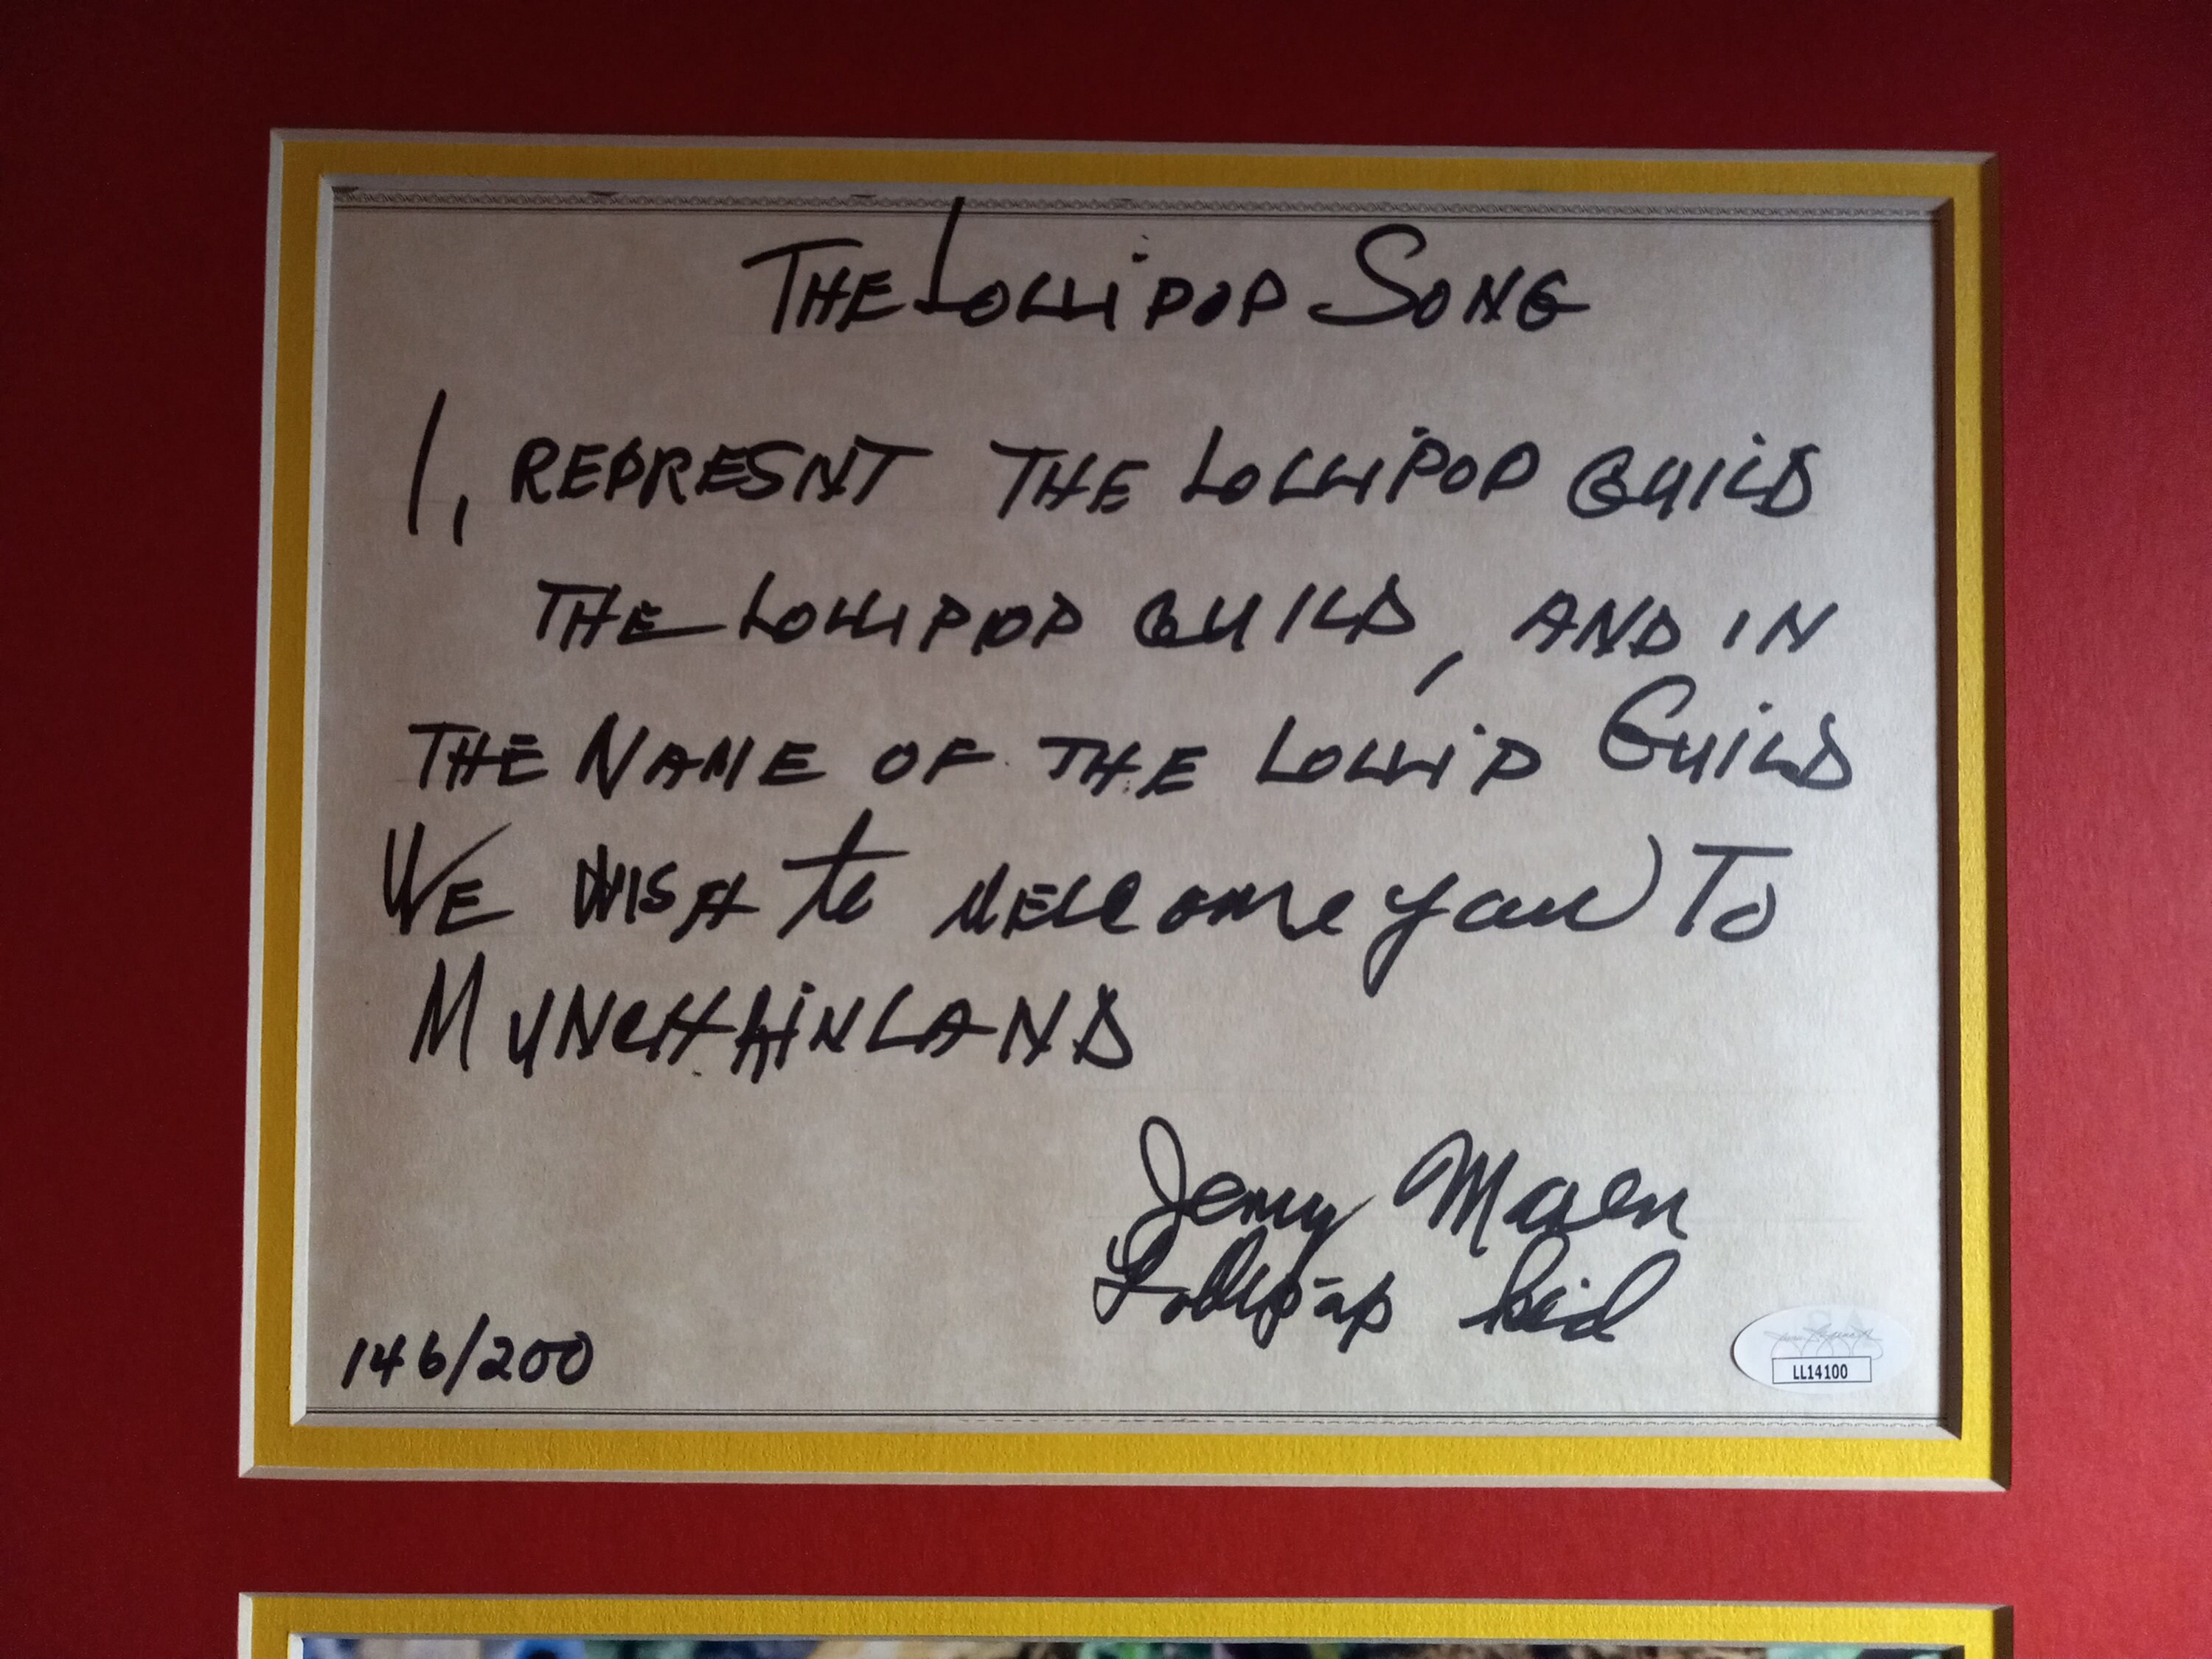 THE LOLLIPOP SONG
I, REPRESNT THE LOLLIPOP GUILD
THE LOLLIPOP GUILD, AND IN
THE NAME OF THE LOLLIP GUILD
WE WISH to WELCOME you TO
MUNCHKINLAND
Jerry Maren
Lollipop kid
146/200
LL14100